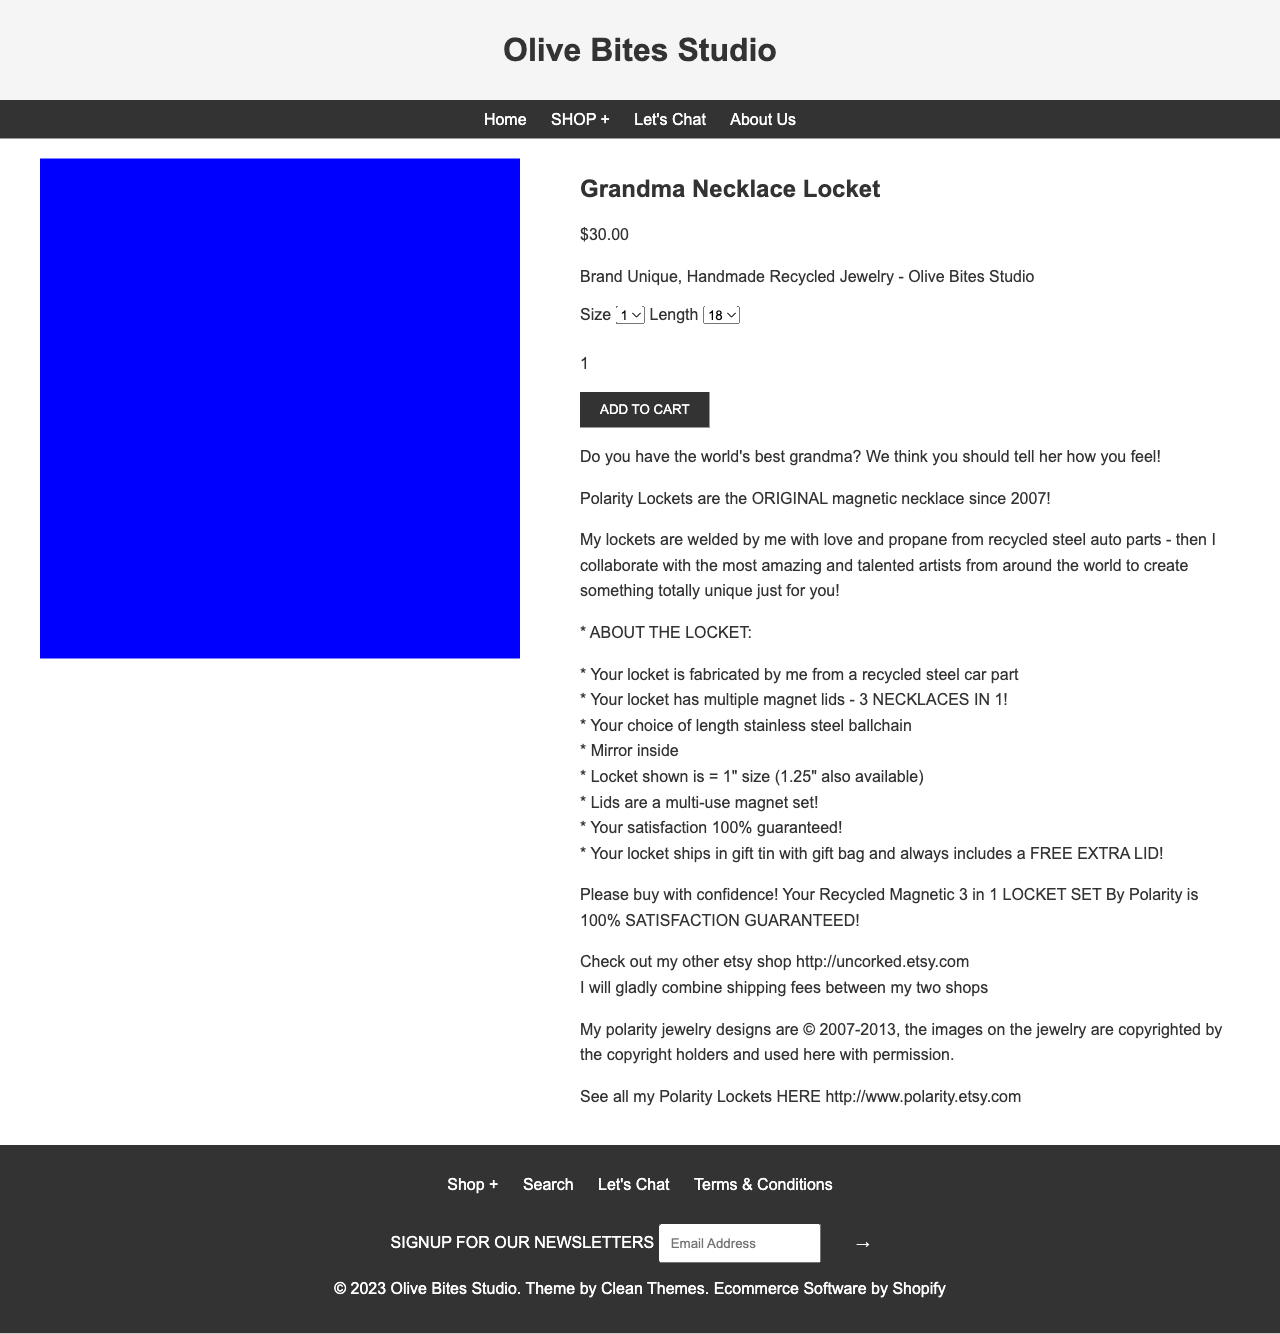 Olive Bites Studio
Home SHOP + Let's Chat About Us
Grandma Necklace Locket
$30.00
Brand Unique, Handmade Recycled Jewelry - Olive Bites Studio
Size 1 Length 18
1
ADD TO CART
Do you have the world's best grandma? We think you should tell her how you feel!
Polarity Lockets are the ORIGINAL magnetic necklace since 2007!
My lockets are welded by me with love and propane from recycled steel auto parts - then I
collaborate with the most amazing and talented artists from around the world to create
something totally unique just for you!
* ABOUT THE LOCKET:
* Your locket is fabricated by me from a recycled steel car part
* Your locket has multiple magnet lids - 3 NECKLACES IN 1!
* Your choice of length stainless steel ballchain
* Mirror inside
* Locket shown is = 1" size (1.25" also available)
* Lids are a multi-use magnet set!
* Your satisfaction 100% guaranteed!
* Your locket ships in gift tin with gift bag and always includes a FREE EXTRA LID!
Please buy with confidence! Your Recycled Magnetic 3 in 1 LOCKET SET By Polarity is
100% SATISFACTION GUARANTEED!
Check out my other etsy shop http://uncorked.etsy.com
I will gladly combine shipping fees between my two shops
My polarity jewelry designs are © 2007-2013, the images on the jewelry are copyrighted by
the copyright holders and used here with permission.
See all my Polarity Lockets HERE http://www.polarity.etsy.com
Shop + Search Let's Chat Terms & Conditions
SIGNUP FOR OUR NEWSLETTERS Email Address →
© 2023 Olive Bites Studio. Theme by Clean Themes. Ecommerce Software by Shopify